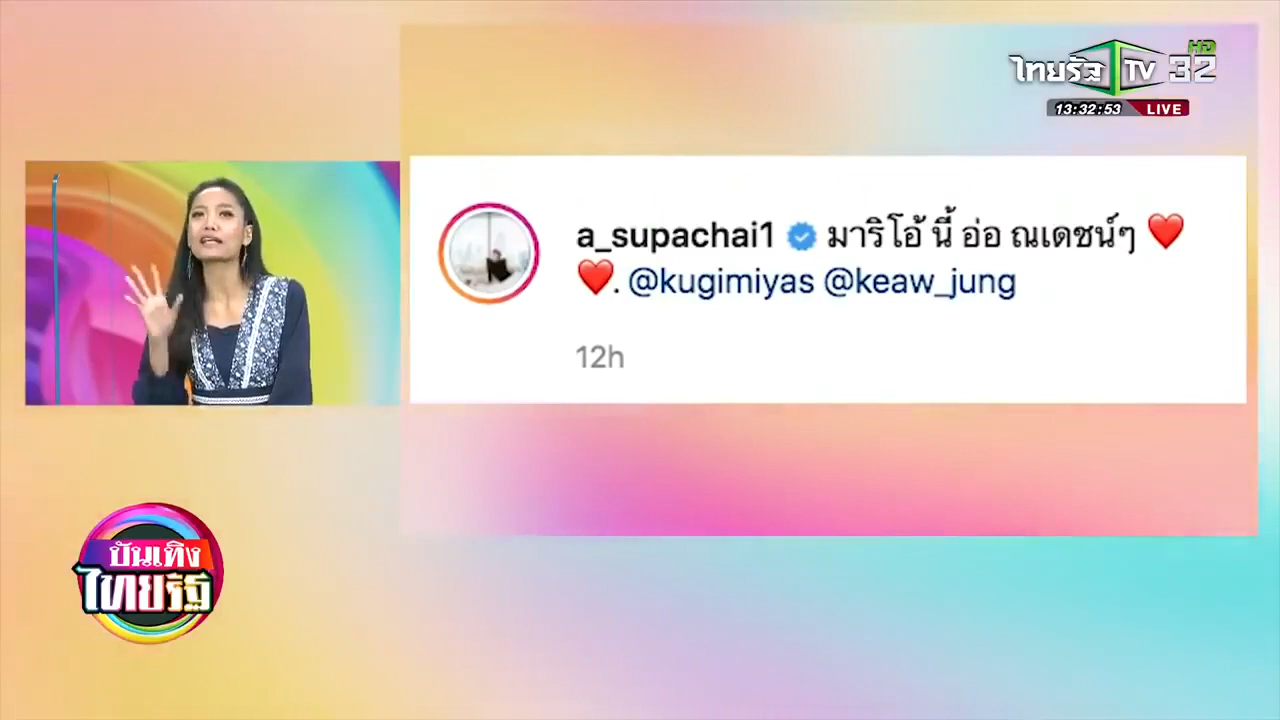 ไทยรัฐ TV 32 HD
13:32:53 LIVE
a_supachai1 มาริโอ้ นี้ อ่อ ณเดชน์ๆ ❤️
❤️. @kugimiyas @keaw_jung
12h
บันเทิง
ไทยรัฐ